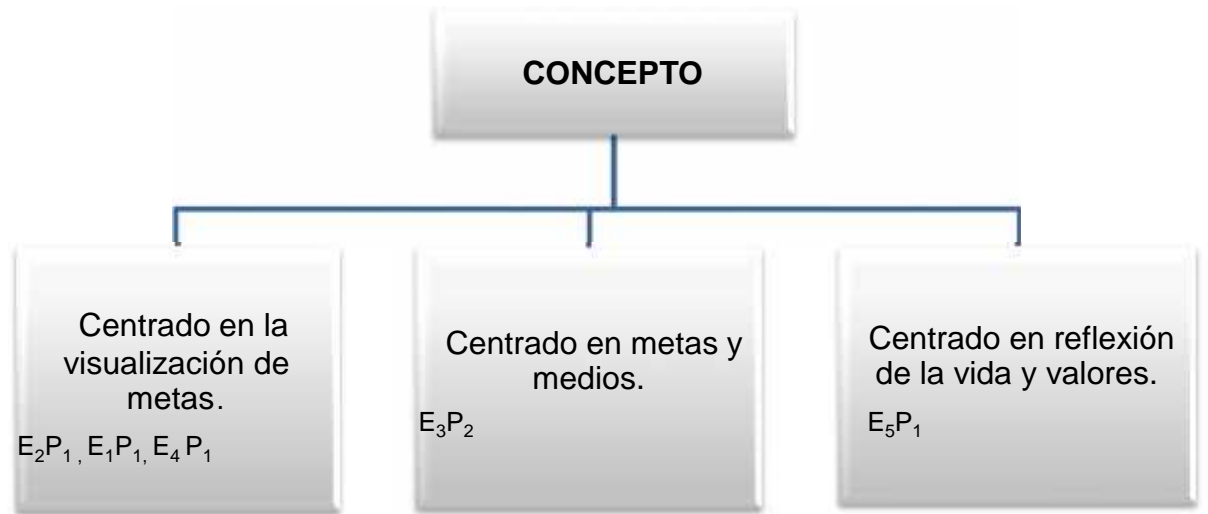 CONCEPTO
Centrado en la
visualización de
metas.
E₂P₁ , E₁P₁, E₄ P₁
Centrado en metas y
medios.
E₃P₂
Centrado en reflexión
de la vida y valores.
E₅P₁